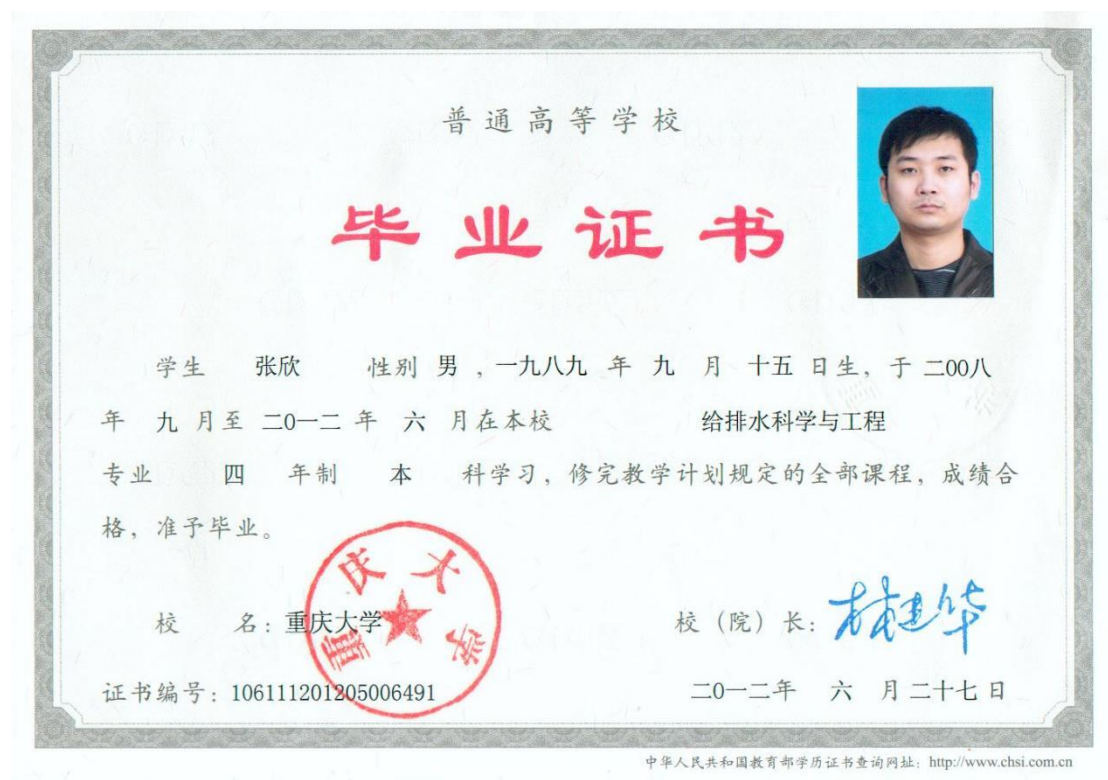 普通高等学校
毕业证书
学生 张欣 性别 男 ，一九八九 年 九 月 十五 日生，于 二00八
年 九 月至 二0一二 年 六 月在本校 给排水科学与工程
专业 四 年制 本 科学习，修完教学计划规定的全部课程，成绩合
格，准予毕业。
重庆大学
校 名：重庆大学 校（院）长：林建华
证书编号：106111201205006491 二0一二年 六 月二十七日
中华人民共和国教育部学历证书查询网址：http://www.chsi.com.cn